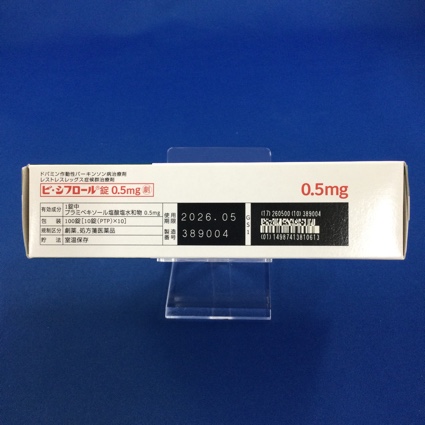 ドパミン作動性パーキンソン病治療剤
レストレスレッグス症候群治療剤
ビ・シフロール®錠 0.5mg 劇
0.5mg
有効成分 1錠中
プラミペキソール塩酸塩水和物 0.5mg
包装 100錠[10錠(PTP)×10]
規制区分 劇薬、処方箋医薬品
貯法 室温保存
使用期限 2026.05
製造番号 389004
GS1
(17) 260500 (10) 389004
(01) 14987413810613